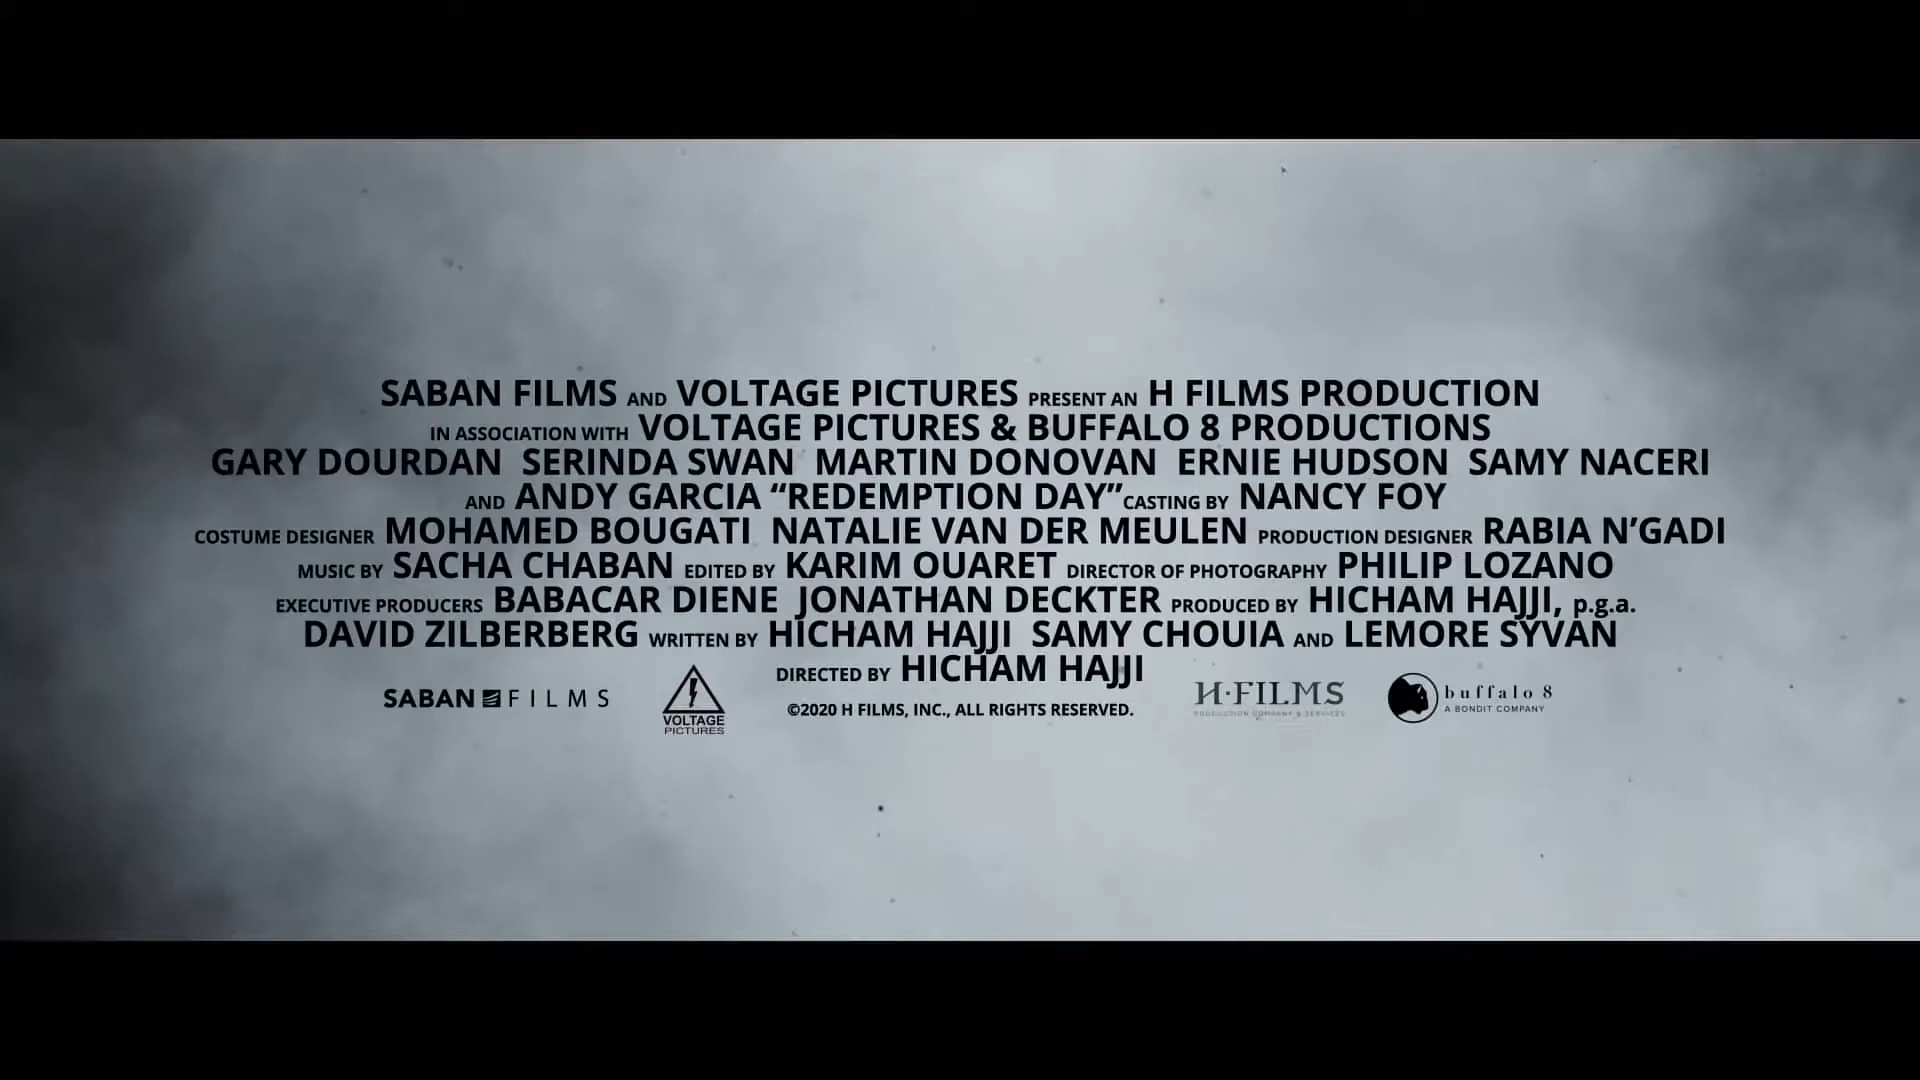 SABAN FILMS AND VOLTAGE PICTURES PRESENT AN H FILMS PRODUCTION
IN ASSOCIATION WITH VOLTAGE PICTURES & BUFFALO 8 PRODUCTIONS
GARY DOURDAN SERINDA SWAN MARTIN DONOVAN ERNIE HUDSON SAMY NACERI
AND ANDY GARCIA “REDEMPTION DAY” CASTING BY NANCY FOY
COSTUME DESIGNER MOHAMED BOUGATI NATALIE VAN DER MEULEN PRODUCTION DESIGNER RABIA N’GADI
MUSIC BY SACHA CHABAN EDITED BY KARIM OUARET DIRECTOR OF PHOTOGRAPHY PHILIP LOZANO
EXECUTIVE PRODUCERS BABACAR DIENE JONATHAN DECKTER PRODUCED BY HICHAM HAJJI, p.g.a.
DAVID ZILBERBERG WRITTEN BY HICHAM HAJJI SAMY CHOUIA AND LEMORE SYVAN
DIRECTED BY HICHAM HAJJI
SABAN FILMS
VOLTAGE
PICTURES
©2020 H FILMS, INC., ALL RIGHTS RESERVED.
H·FILMS
PRODUCTION COMPANY & SERVICES
buffalo 8
A BONDIT COMPANY